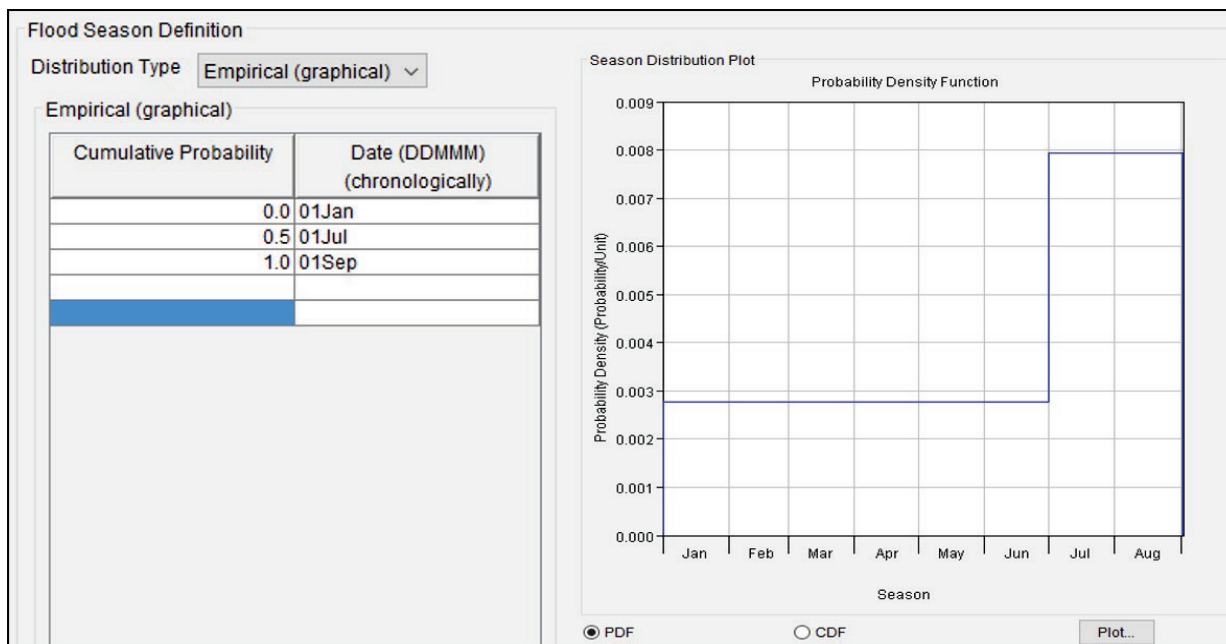 Flood Season Definition
Distribution Type Empirical (graphical)
Empirical (graphical)
Cumulative Probability Date (DDMMM)
(chronologically)
0.0 01Jan
0.5 01Jul
1.0 01Sep
Season Distribution Plot
Probability Density Function
Probability Density (Probability/Unit)
0.009
0.008
0.007
0.006
0.005
0.004
0.003
0.002
0.001
0.000
Jan Feb Mar Apr May Jun Jul Aug
Season
PDF CDF Plot...